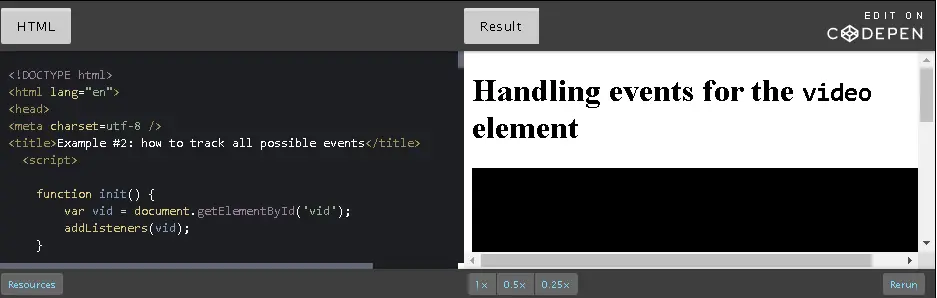 HTML
Result
EDIT ON
CODEPEN
<!DOCTYPE html>
<html lang="en">
<head>
<meta charset=utf-8 />
<title>Example #2: how to track all possible events</title>
<script>
function init() {
var vid = document.getElementById('vid');
addListeners(vid);
}
Handling events for the video
element
Resources
1×
0.5×
0.25×
Rerun